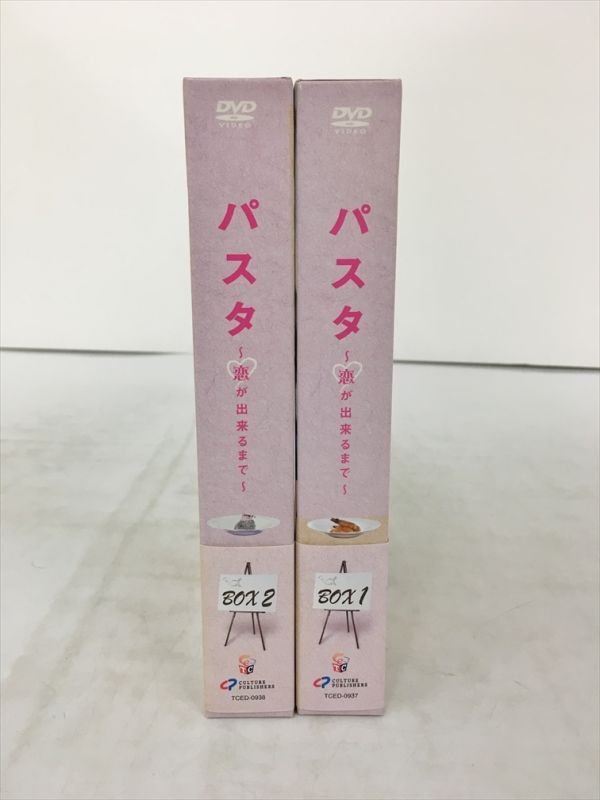 DVD
VIDEO
パスタ
～恋が出来るまで～
BOX 2
CULTURE
PUBLISHERS
TCED-0938
DVD
VIDEO
パスタ
～恋が出来るまで～
BOX 1
CULTURE
PUBLISHERS
TCED-0937